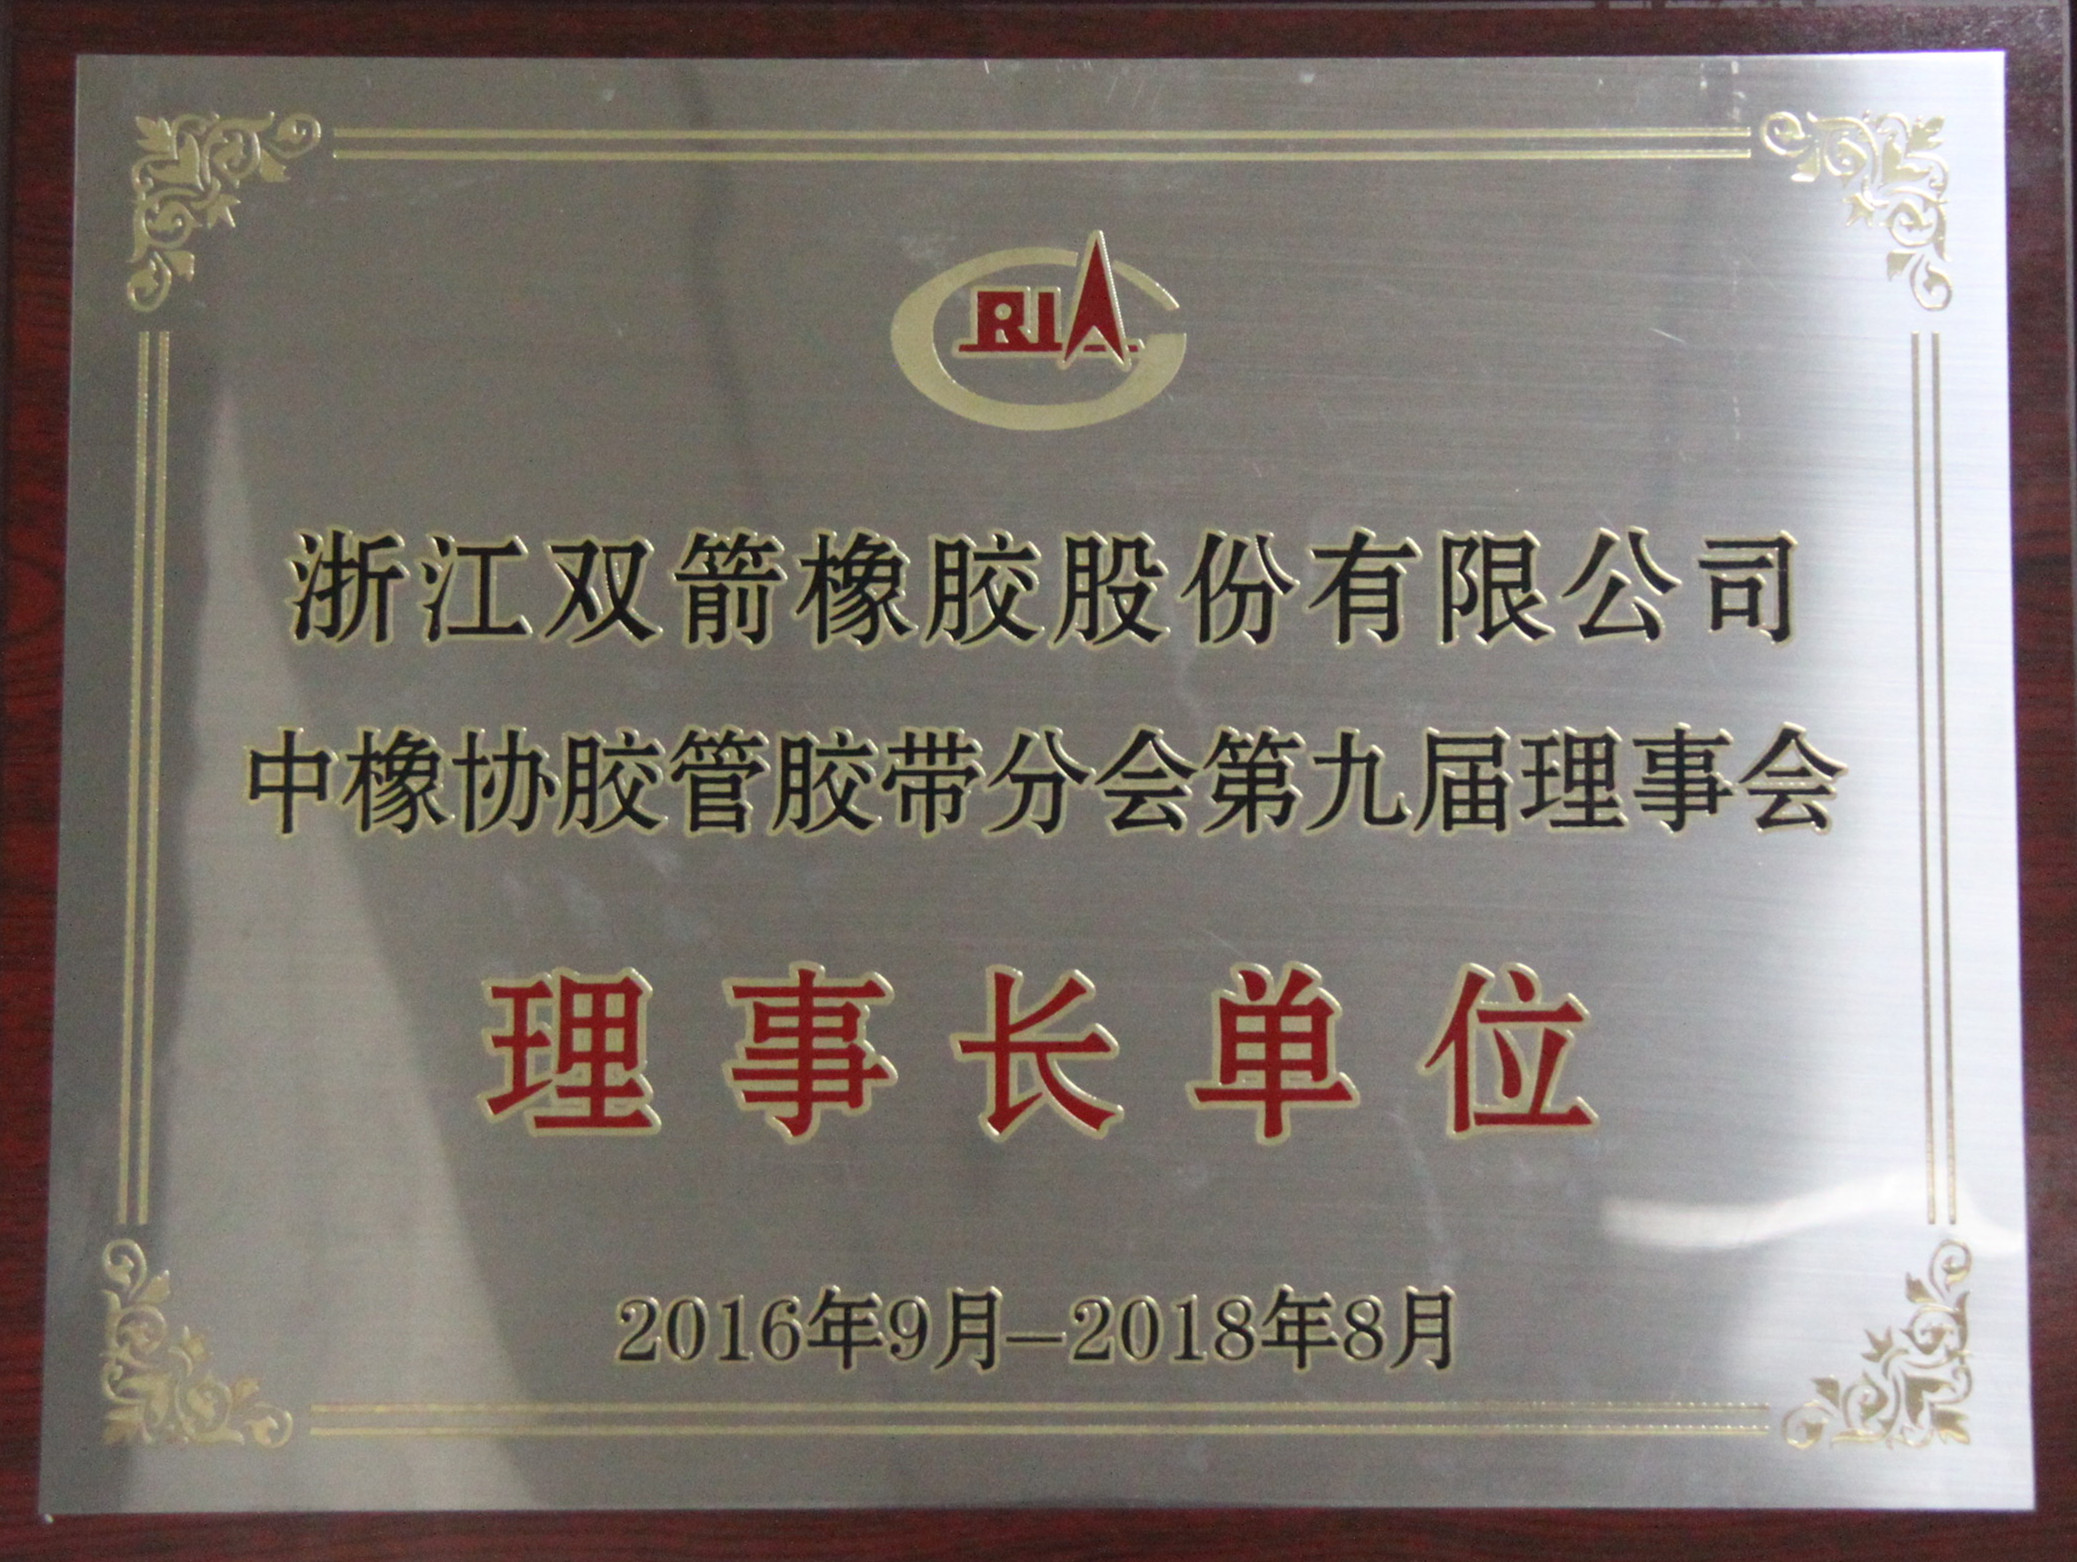 CRIA
浙江双箭橡胶股份有限公司
中橡协胶管胶带分会第九届理事会
理事长单位
2016年9月—2018年8月